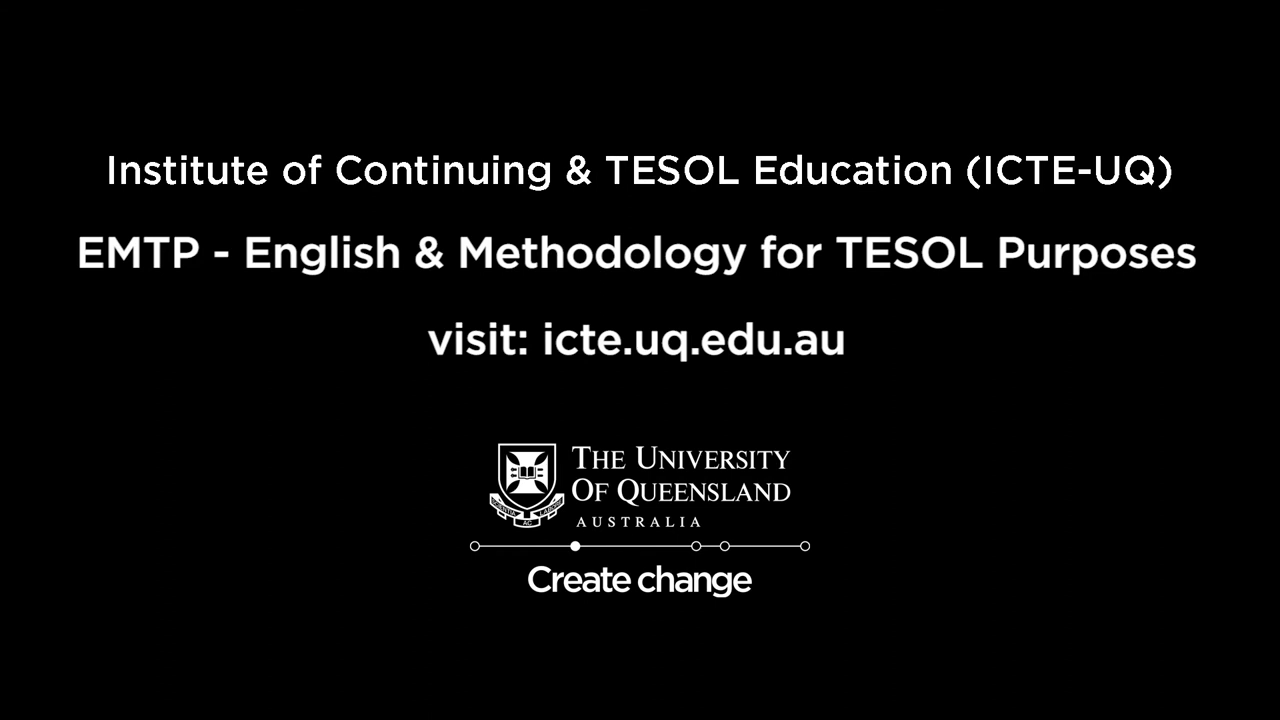 Institute of Continuing & TESOL Education (ICTE-UQ)
EMTP - English & Methodology for TESOL Purposes
visit: icte.uq.edu.au
THE UNIVERSITY
OF QUEENSLAND
AUSTRALIA
AC
Create change